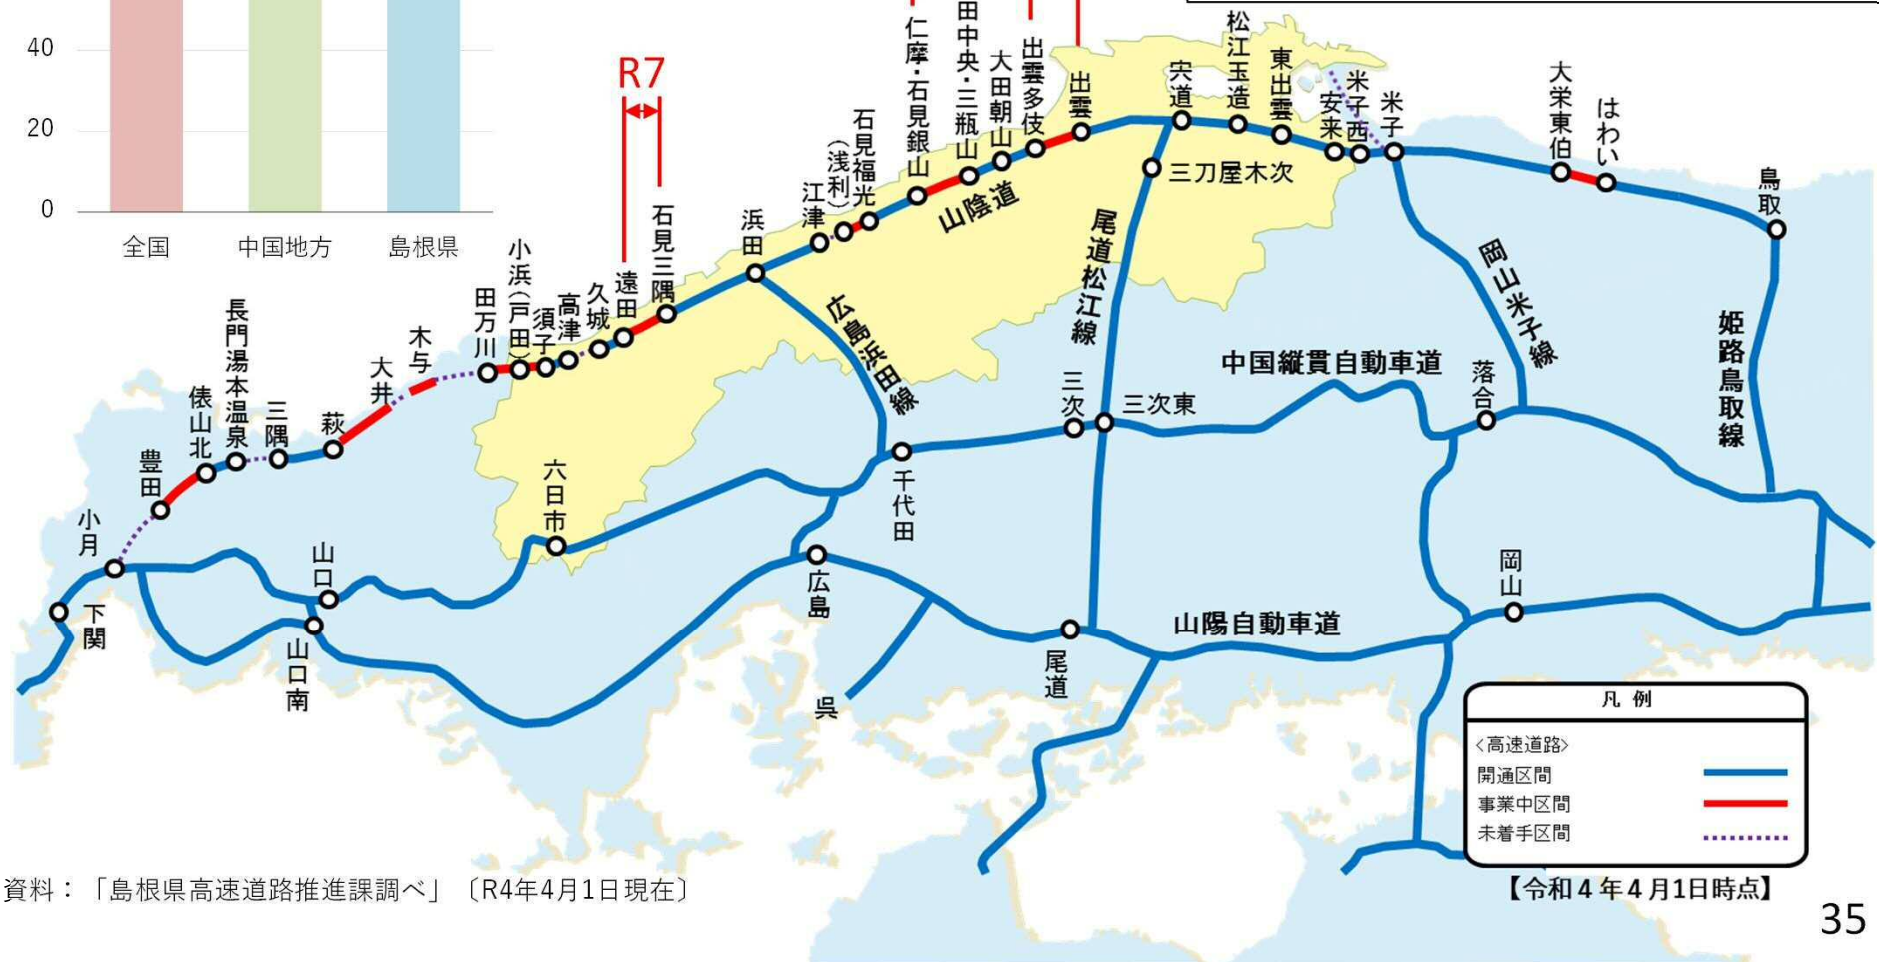 40
20
0
全国
中国地方
島根県
R7
仁摩・石見銀山
田中央・三瓶山
大田朝山
出雲多伎
出雲
宍道
松江玉造
東出雲
安来
米子西
米子
大栄東伯
はわい
鳥取
石見福光
(浅利)
江津
浜田
石見三隅
遠田
久城
高津
須子
小浜(戸田)
田万川
木与
大井
萩
三隅
長門湯本温泉
俵山北
豊田
小月
下関
山口
山口南
六日市
広島
呉
千代田
三次
三次東
三刀屋木次
尾道
岡山
落合
山陰道
尾道松江線
広島浜田線
岡山米子線
姫路鳥取線
中国縦貫自動車道
山陽自動車道
凡例
<高速道路>
開通区間
事業中区間
未着手区間
【令和4年4月1日時点】
資料:「島根県高速道路推進課調べ」〔R4年4月1日現在〕
35